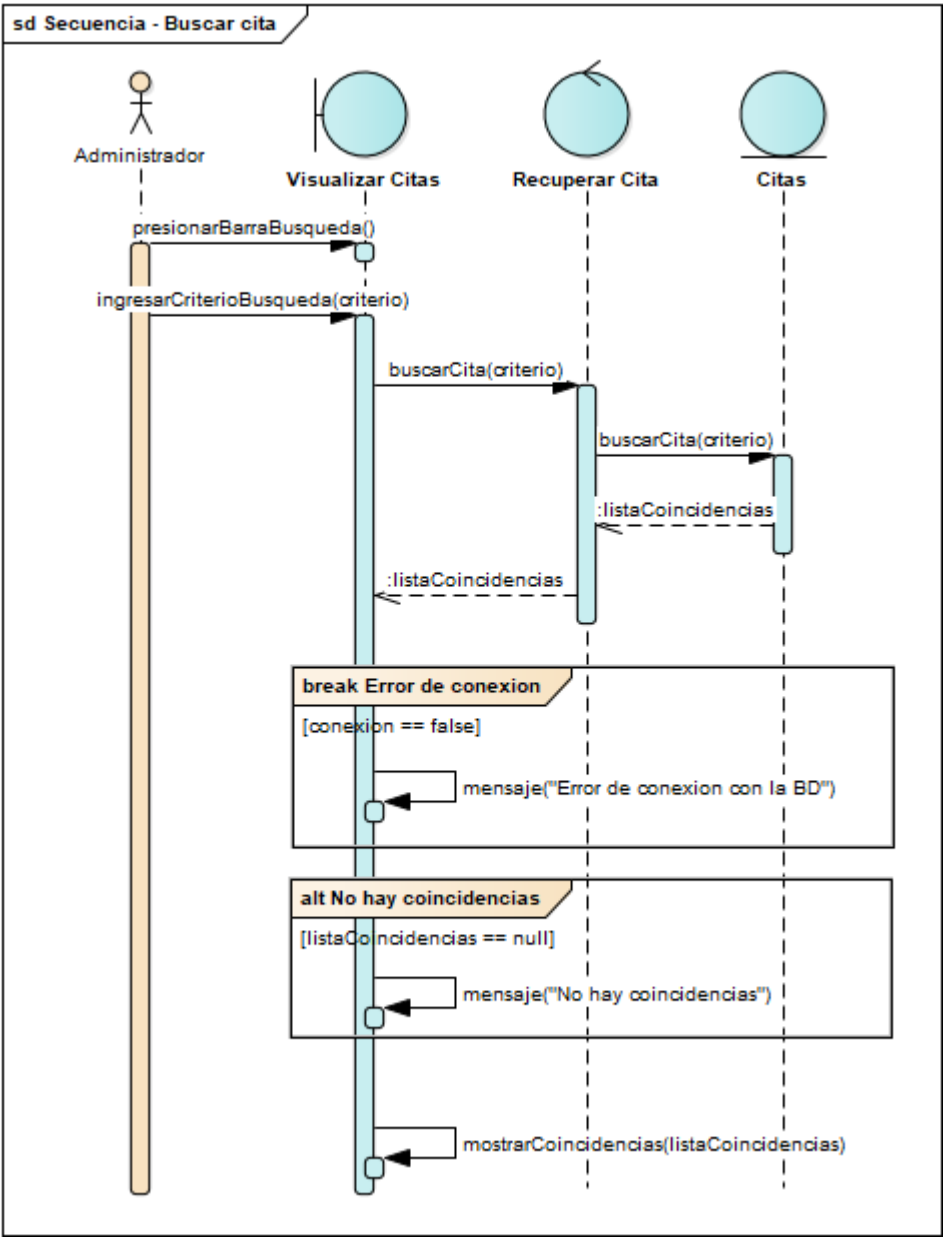 sd Secuencia - Buscar cita
Administrador
Visualizar Citas
Recuperar Cita
Citas
presionarBarraBusqueda()
ingresarCriterioBusqueda(criterio)
buscarCita(criterio)
buscarCita(criterio)
:listaCoincidencias
:listaCoincidencias
break Error de conexion
[conexion == false]
mensaje("Error de conexion con la BD")
alt No hay coincidencias
[listaCoincidencias == null]
mensaje("No hay coincidencias")
mostrarCoincidencias(listaCoincidencias)